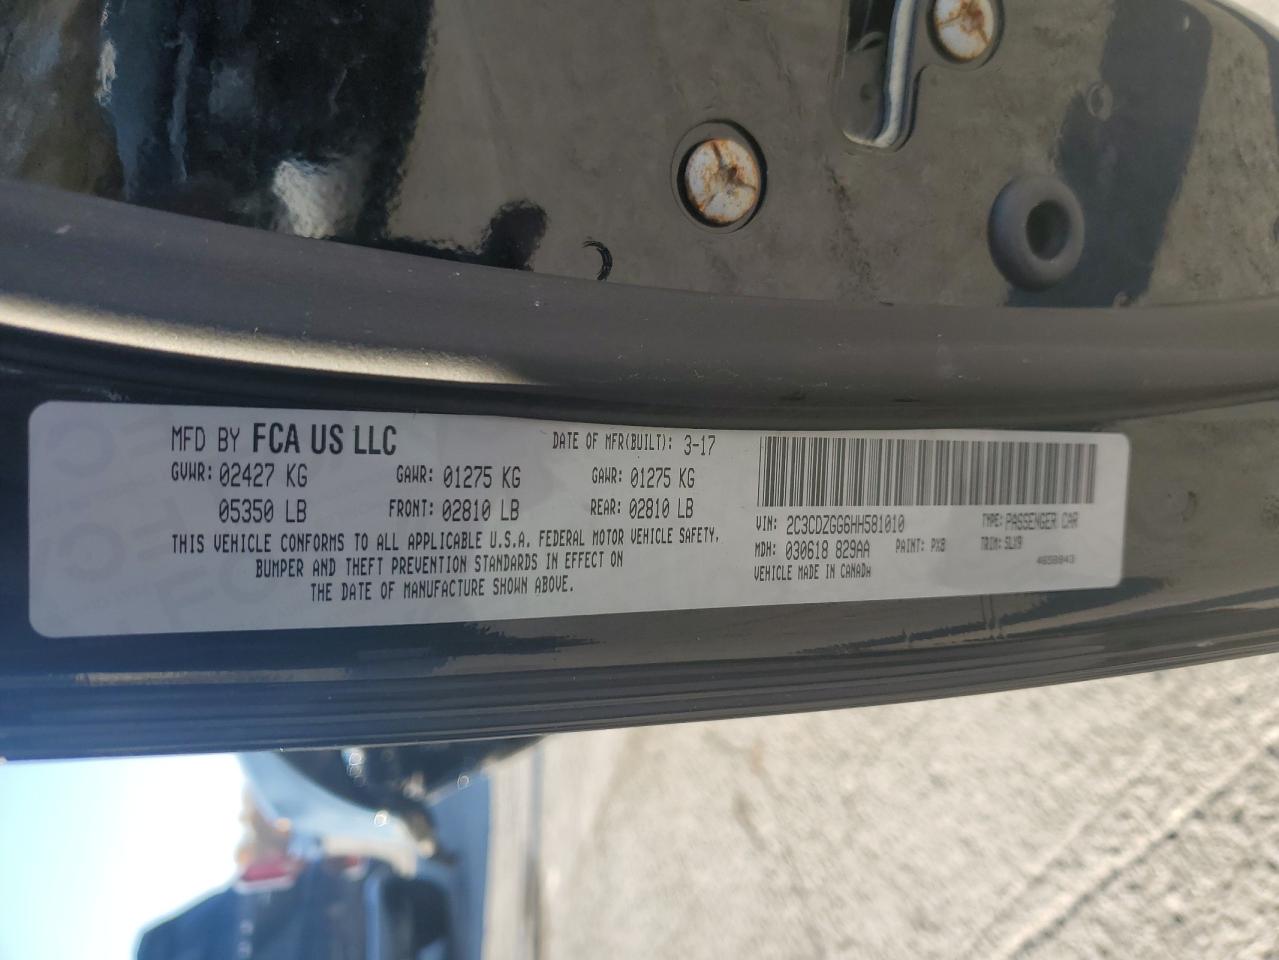 MFD BY FCA US LLC DATE OF MFR(BUILT): 3-17
GVWR: 02427 KG GAWR: 01275 KG GAWR: 01275 KG
05350 LB FRONT: 02810 LB REAR: 02810 LB
THIS VEHICLE CONFORMS TO ALL APPLICABLE U.S.A. FEDERAL MOTOR VEHICLE SAFETY,
BUMPER AND THEFT PREVENTION STANDARDS IN EFFECT ON
THE DATE OF MANUFACTURE SHOWN ABOVE.
VIN: 2C3CDZGG6HH581010 TYPE: PASSENGER CAR
MDH: 030618 829AA PAINT: PX8 TRIM: SLX9
VEHICLE MADE IN CANADA 4658843